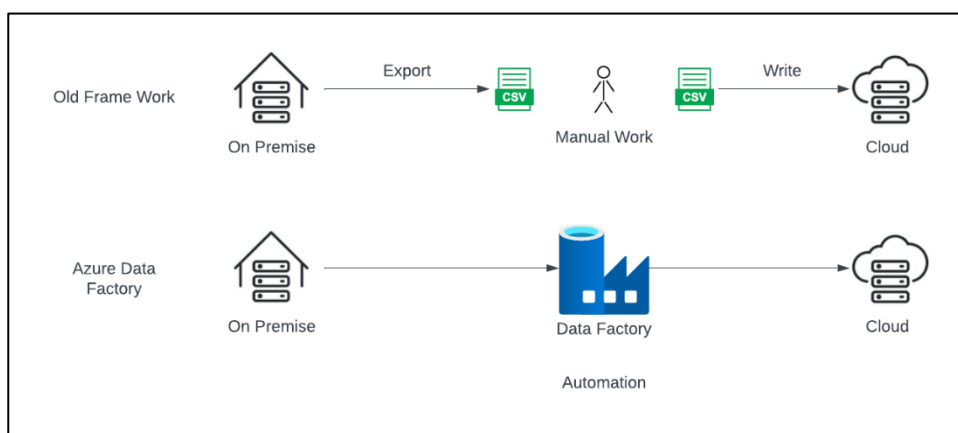 Export
Write
Old Frame Work
CSV
CSV
Manual Work
On Premise
Cloud
Azure Data
Factory
On Premise
Data Factory
Cloud
Automation